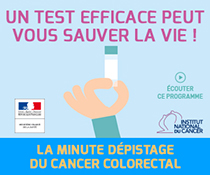 UN TEST EFFICACE PEUT
VOUS SAUVER LA VIE !
ÉCOUTER
CE PROGRAMME
INSTITUT
NATIONAL
DU CANCER
LA MINUTE DÉPISTAGE
DU CANCER COLORECTAL